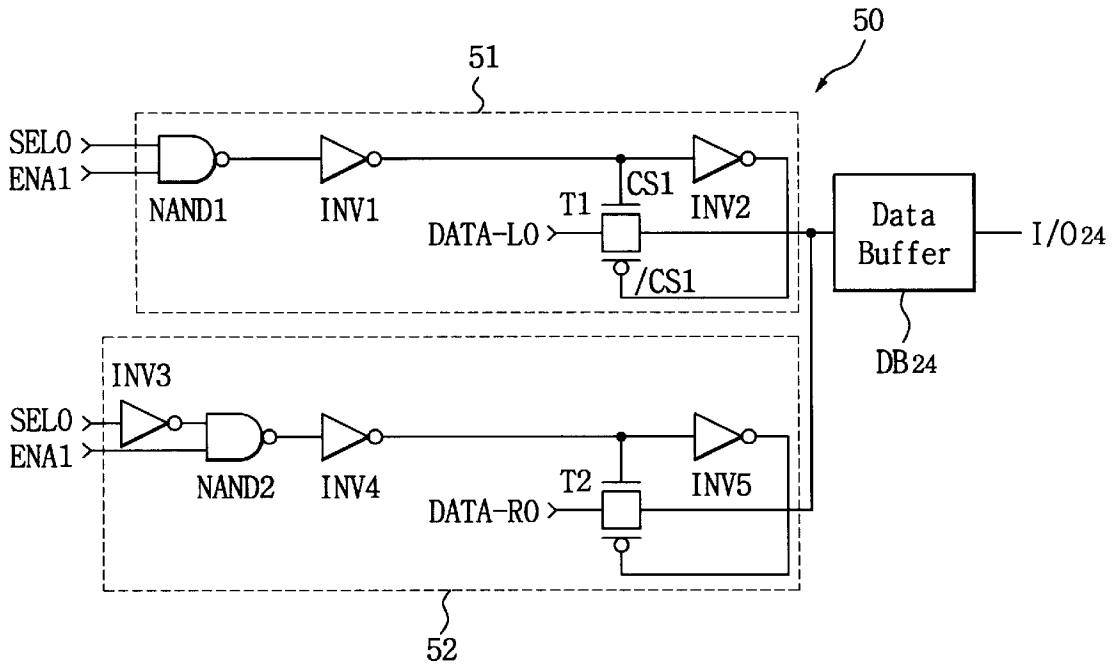 50
51
SEL0
ENA1
NAND1
INV1
CS1
INV2
T1
DATA-L0
/CS1
Data
Buffer
I/O24
DB24
INV3
SEL0
ENA1
NAND2
INV4
T2
INV5
DATA-R0
52